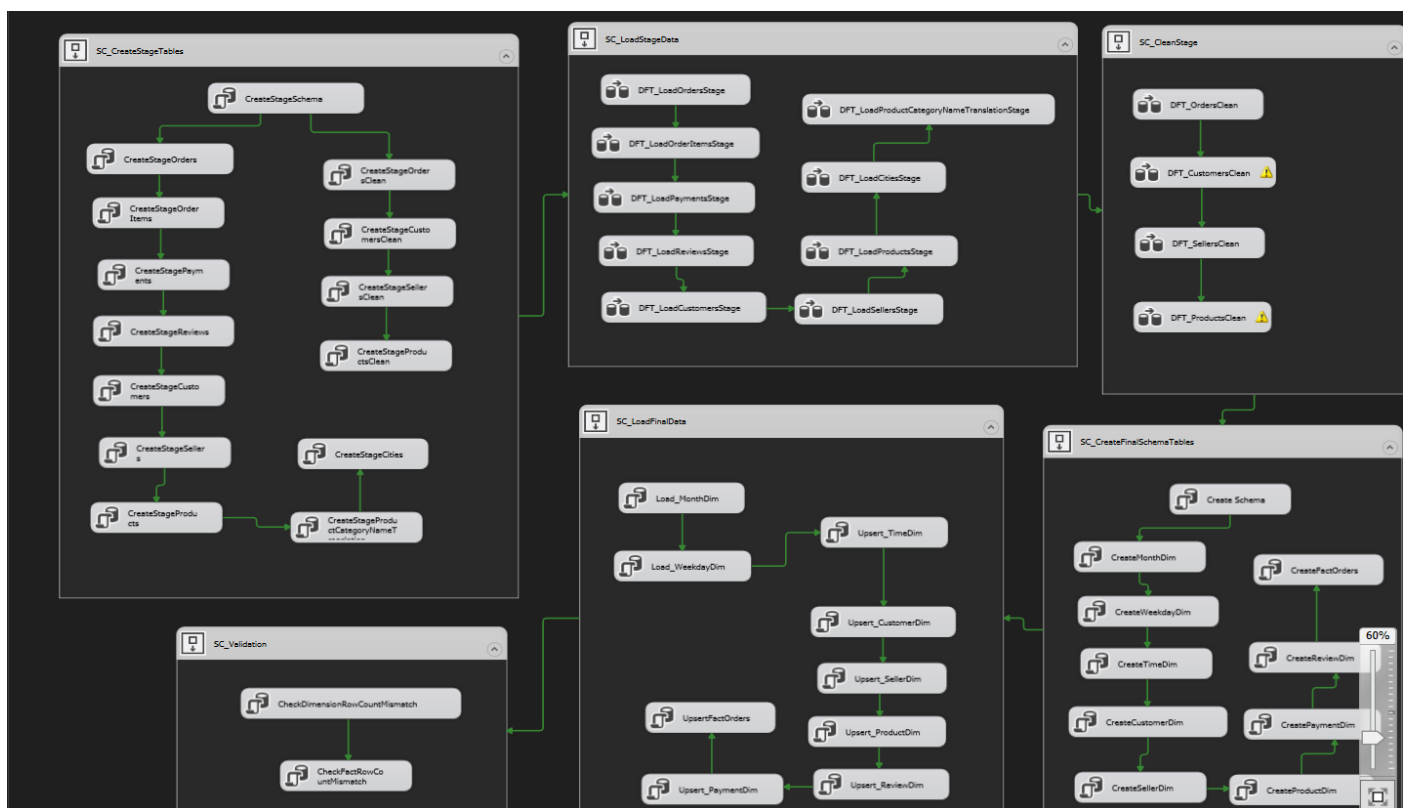 SC_CreateStageTables
CreateStageSchema
CreateStageOrders
CreateStageOrder
Items
CreateStagePaym
ents
CreateStageReviews
CreateStageCusto
mers
CreateStageSeller
s
CreateStageProdu
cts
CreateStageProdu
ctCategoryNameT
CreateStageCities
CreateStageOrder
sClean
CreateStageCusto
mersClean
CreateStageSeller
sClean
CreateStageProdu
ctsClean
SC_LoadStageData
DFT_LoadOrdersStage
DFT_LoadOrderItemsStage
DFT_LoadPaymentsStage
DFT_LoadReviewsStage
DFT_LoadCustomersStage
DFT_LoadSellersStage
DFT_LoadProductsStage
DFT_LoadCitiesStage
DFT_LoadProductCategoryNameTranslationStage
SC_CleanStage
DFT_OrdersClean
DFT_CustomersClean
DFT_SellersClean
DFT_ProductsClean
SC_CreateFinalSchemaTables
Create Schema
CreateMonthDim
CreateWeekdayDim
CreateTimeDim
CreateCustomerDim
CreateSellerDim
CreateProductDim
CreatePaymentDim
CreateReviewDim
CreateFactOrders
60%
SC_LoadFinalData
Load_MonthDim
Load_WeekdayDim
Upsert_TimeDim
Upsert_CustomerDim
Upsert_SellerDim
Upsert_ProductDim
Upsert_ReviewDim
Upsert_PaymentDim
UpsertFactOrders
SC_Validation
CheckDimensionRowCountMismatch
CheckFactRowCo
untMismatch